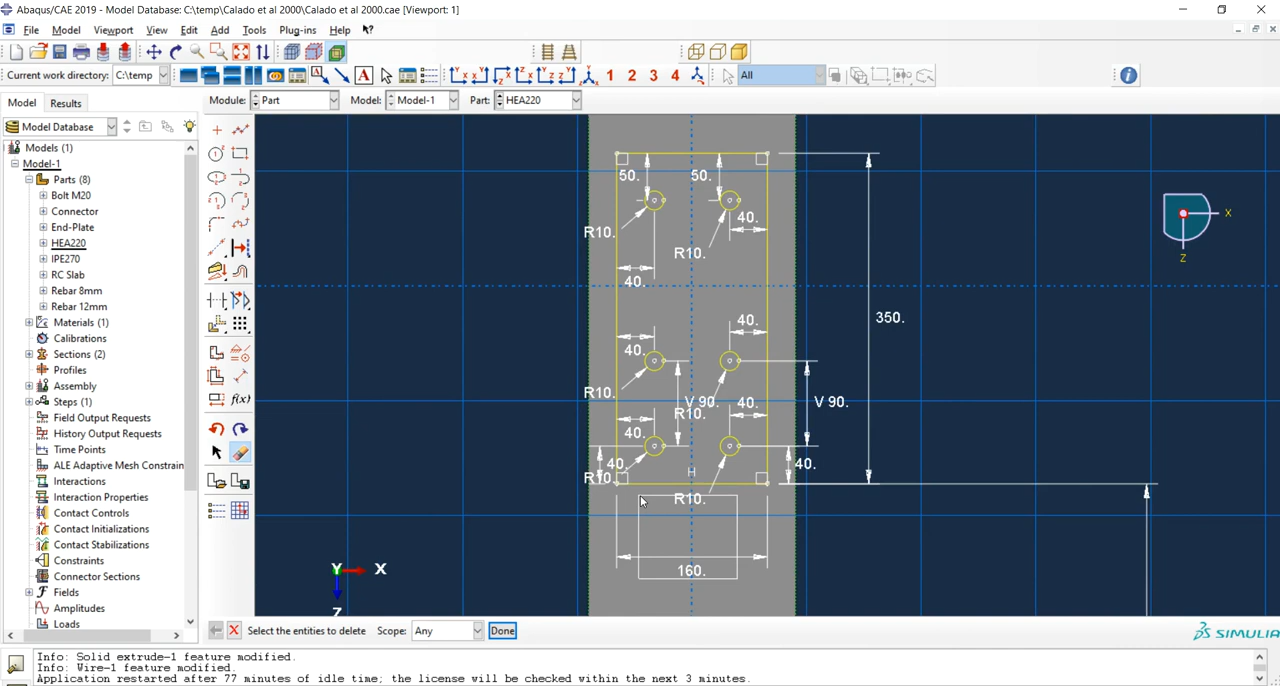 Abaqus/CAE 2019 - Model Database: C:\temp\Calado et al 2000\Calado et al 2000.cae [Viewport: 1]
File Model Viewport View Edit Add Tools Plug-ins Help
Current work directory: C:\temp A 1 2 3 4 All
Model Results Module: Part Model: Model-1 Part: HEA220
Model Database
Models (1)
Model-1
Parts (8)
Bolt M20
Connector
End-Plate
HEA220
IPE270
RC Slab
Rebar 8mm
Rebar 12mm
Materials (1)
Calibrations
Sections (2)
Profiles
Assembly
Steps (1)
Field Output Requests
History Output Requests
Time Points
ALE Adaptive Mesh Constrain
Interactions
Interaction Properties
Contact Controls
Contact Initializations
Contact Stabilizations
Constraints
Connector Sections
Fields
Amplitudes
Loads
f(x)
50. 50.
R10. 40.
R10.
40.
350.
40. 40.
R10. V 90. V 90.
R10. 40.
40.
40. H 40.
R10. R10.
160.
X
Z
Y X
Z
Select the entities to delete Scope: Any Done
SIMULIA
Info: Solid extrude-1 feature modified.
Info: Wire-1 feature modified.
Application restarted after 77 minutes of idle time; the license will be checked within the next 3 minutes.